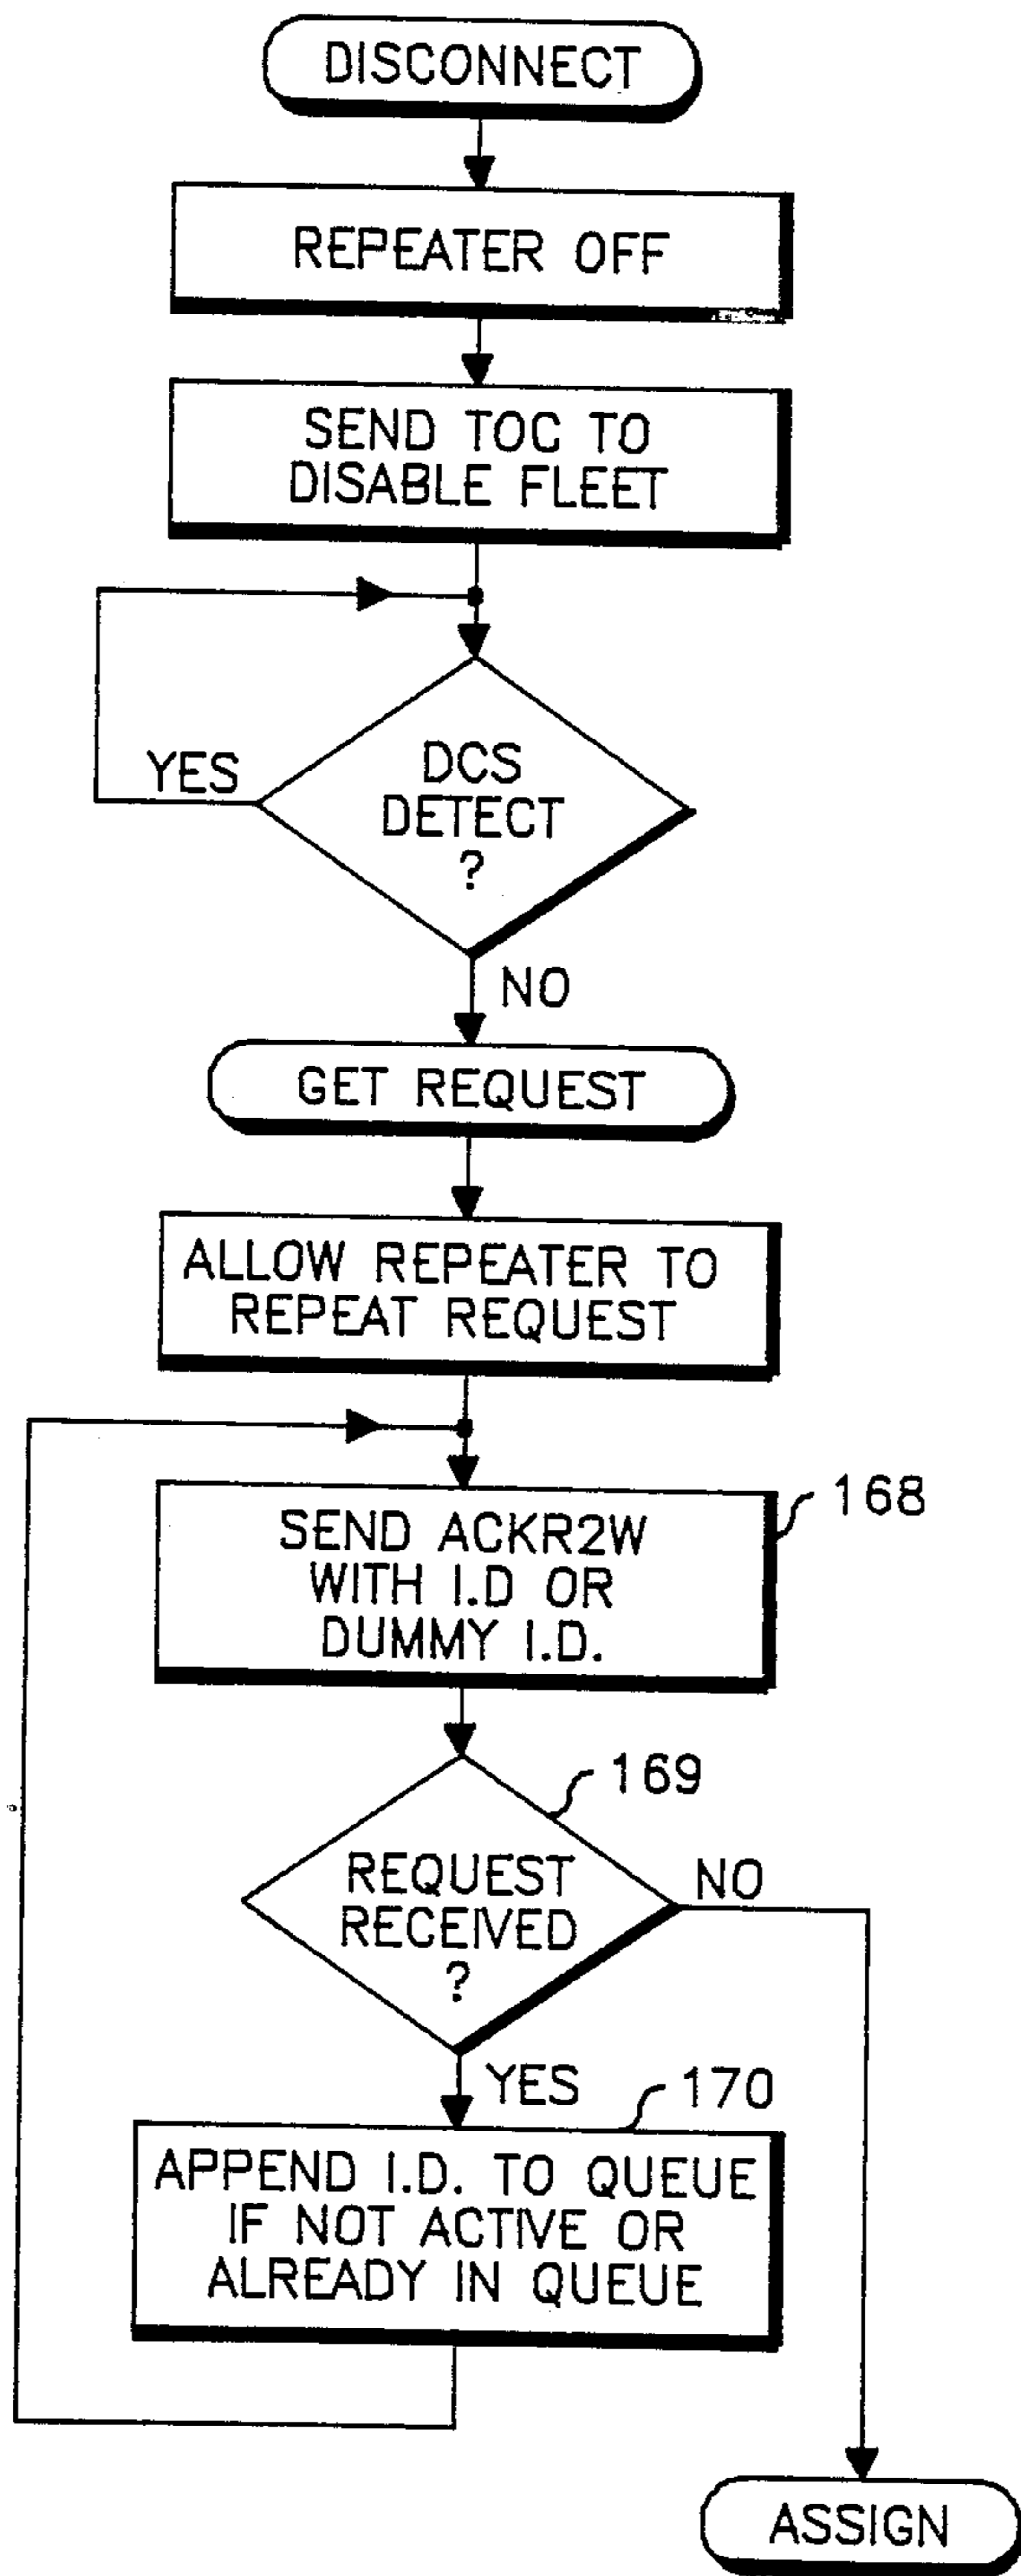 DISCONNECT
REPEATER OFF
SEND TOC TO
DISABLE FLEET
YES
DCS
DETECT
?
NO
GET REQUEST
ALLOW REPEATER TO
REPEAT REQUEST
168
SEND ACKR2W
WITH I.D OR
DUMMY I.D.
169
REQUEST
RECEIVED
?
NO
YES
170
APPEND I.D. TO QUEUE
IF NOT ACTIVE OR
ALREADY IN QUEUE
ASSIGN